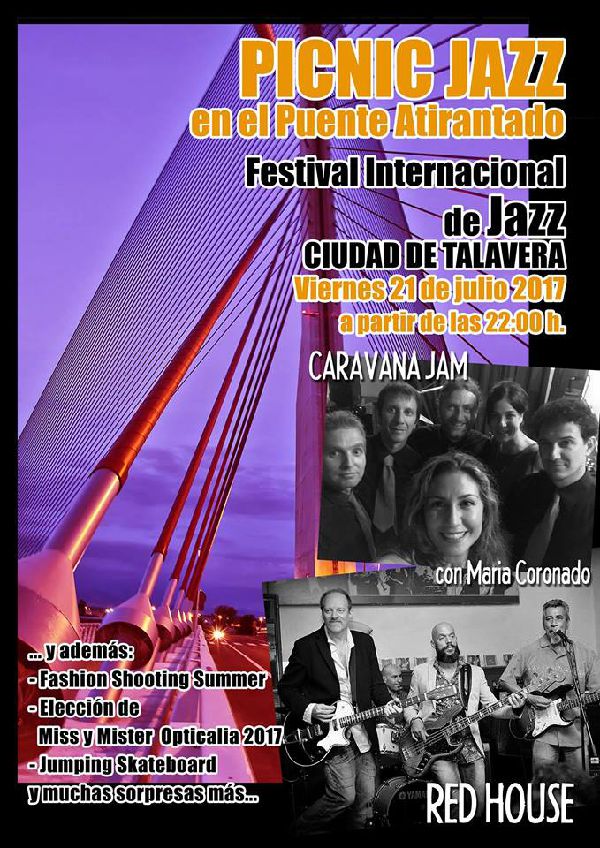 PICNIC JAZZ
en el Puente Atirantado
Festival Internacional
de Jazz
CIUDAD DE TALAVERA
Viernes 21 de julio 2017
a partir de las 22:00 h.
CARAVANA JAM
con Maria Coronado
... y además:
- Fashion Shooting Summer
- Elección de
Miss y Mister Opticalia 2017
- Jumping Skateboard
y muchas sorpresas más...
RED HOUSE